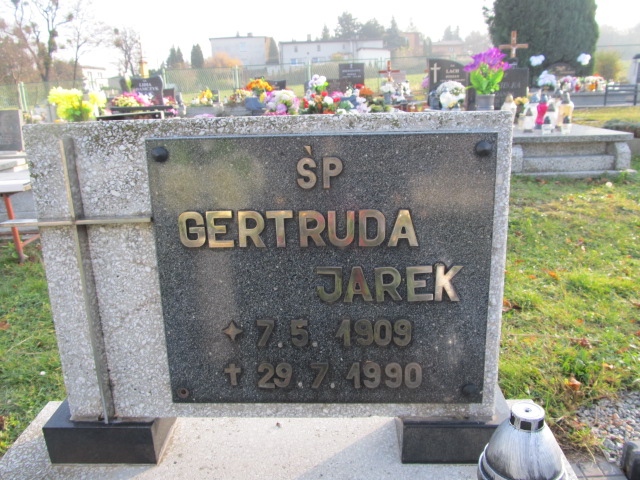 ŚP
GERTRUDA
JAREK
7.5. 1909
29.7.1990